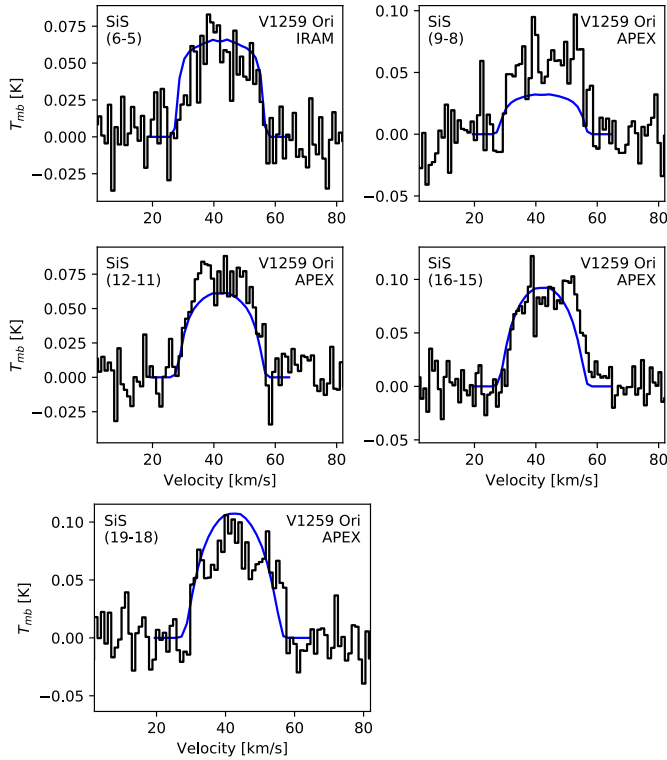 SiS V1259 Ori
(6-5) IRAM
0.075
0.050
0.025
0.000
−0.025
T_mb [K]
20 40 60 80
SiS V1259 Ori
(9-8) APEX
0.10
0.05
0.00
−0.05
20 40 60 80
SiS V1259 Ori
(12-11) APEX
0.075
0.050
0.025
0.000
−0.025
T_mb [K]
20 40 60 80
Velocity [km/s]
SiS V1259 Ori
(16-15) APEX
0.10
0.05
0.00
−0.05
20 40 60 80
Velocity [km/s]
SiS V1259 Ori
(19-18) APEX
0.10
0.05
0.00
−0.05
T_mb [K]
20 40 60 80
Velocity [km/s]